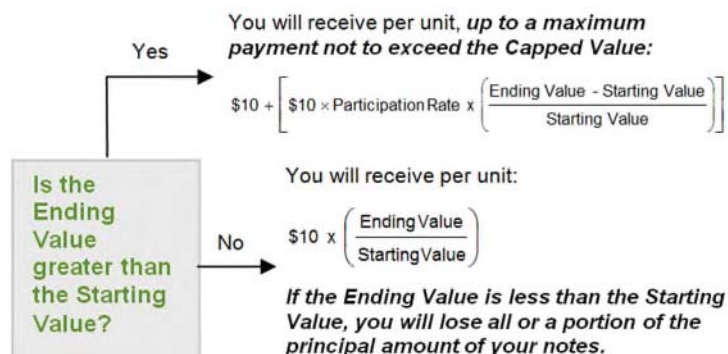 You will receive per unit, up to a maximum
payment not to exceed the Capped Value:
Yes
$10 + [ $10 × Participation Rate x ( Ending Value - Starting Value
Starting Value ) ]
Is the
Ending
Value
greater than
the Starting
Value?
You will receive per unit:
No
$10 x ( Ending Value
Starting Value )
If the Ending Value is less than the Starting
Value, you will lose all or a portion of the
principal amount of your notes.